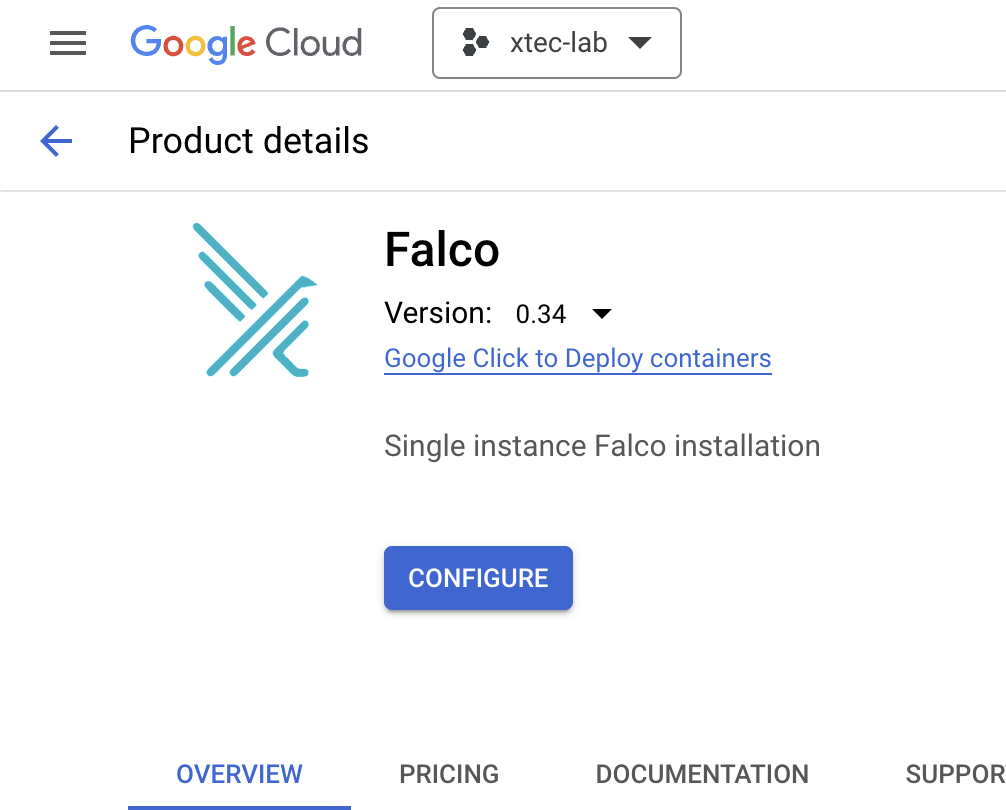 Google Cloud
xtec-lab
Product details
Falco
Version: 0.34
Google Click to Deploy containers
Single instance Falco installation
CONFIGURE
OVERVIEW PRICING DOCUMENTATION SUPPOR